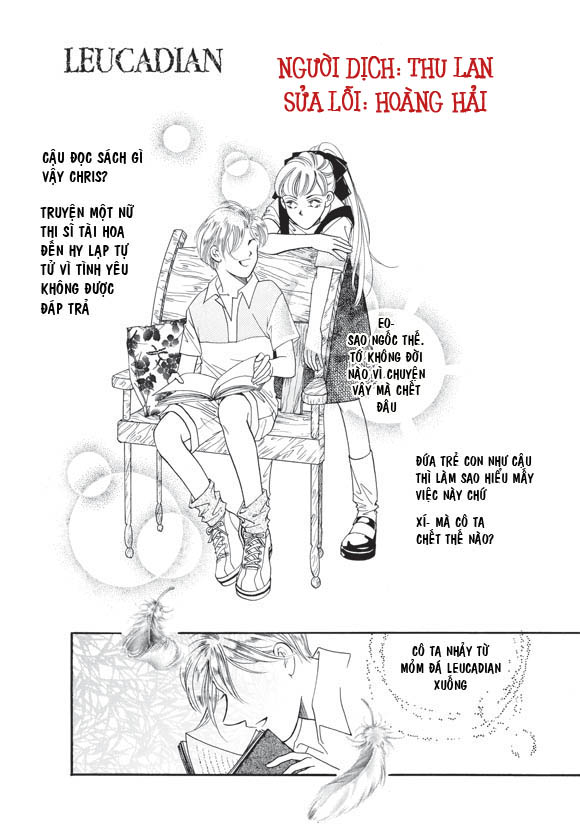 LEUCADIAN
NGƯỜI DỊCH: THU LAN
SỬA LỖI: HOÀNG HẢI
CẬU ĐỌC SÁCH GÌ
VẬY CHRIS?
TRUYỆN MỘT NỮ
THI SĨ TÀI HOA
ĐẾN HY LẠP TỰ
TỬ VÌ TÌNH YÊU
KHÔNG ĐƯỢC
ĐÁP TRẢ
EO-
SAO NGỐC THẾ.
TỚ KHÔNG ĐỜI
NÀO VÌ CHUYỆN
VẬY MÀ CHẾT
ĐÂU
ĐỨA TRẺ CON NHƯ CẬU
THÌ LÀM SAO HIỂU MẤY
VIỆC NÀY CHỨ
XÍ- MÀ CÔ TA
CHẾT THẾ NÀO?
CÔ TA NHẢY TỪ
MỎM ĐÁ LEUCADIAN
XUỐNG